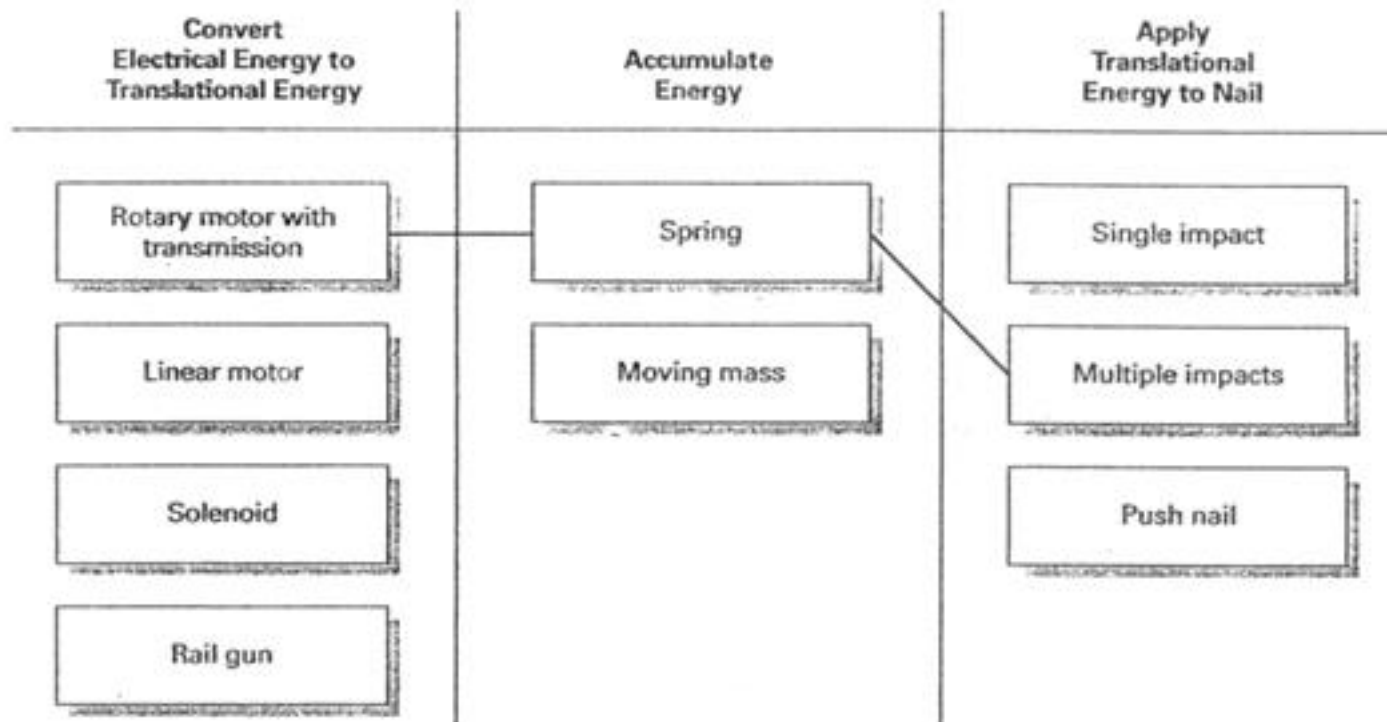 Convert
Electrical Energy to
Translational Energy
Accumulate
Energy
Apply
Translational
Energy to Nail
Rotary motor with
transmission
Spring
Single impact
Linear motor
Moving mass
Multiple impacts
Solenoid
Push nail
Rail gun